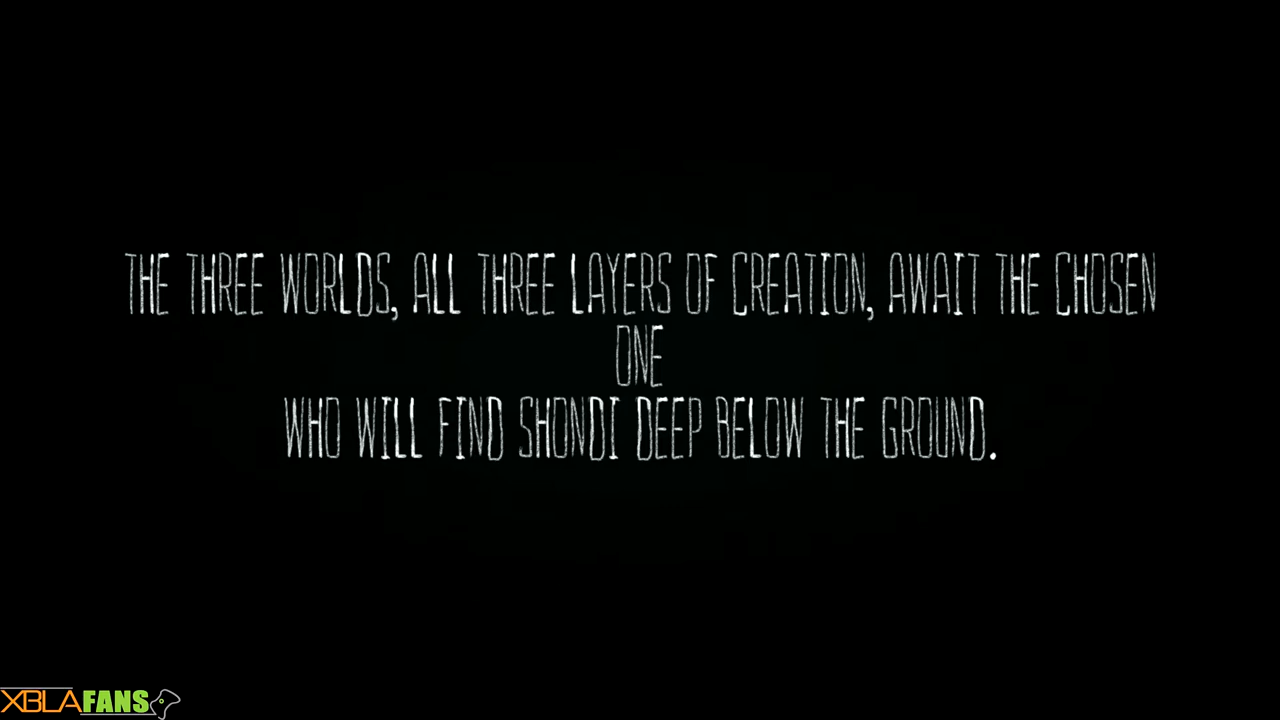 THE THREE WORLDS, ALL THREE LAYERS OF CREATION, AWAIT THE CHOSEN
ONE
WHO WILL FIND SHONDI DEEP BELOW THE GROUND.
XBLAFANS